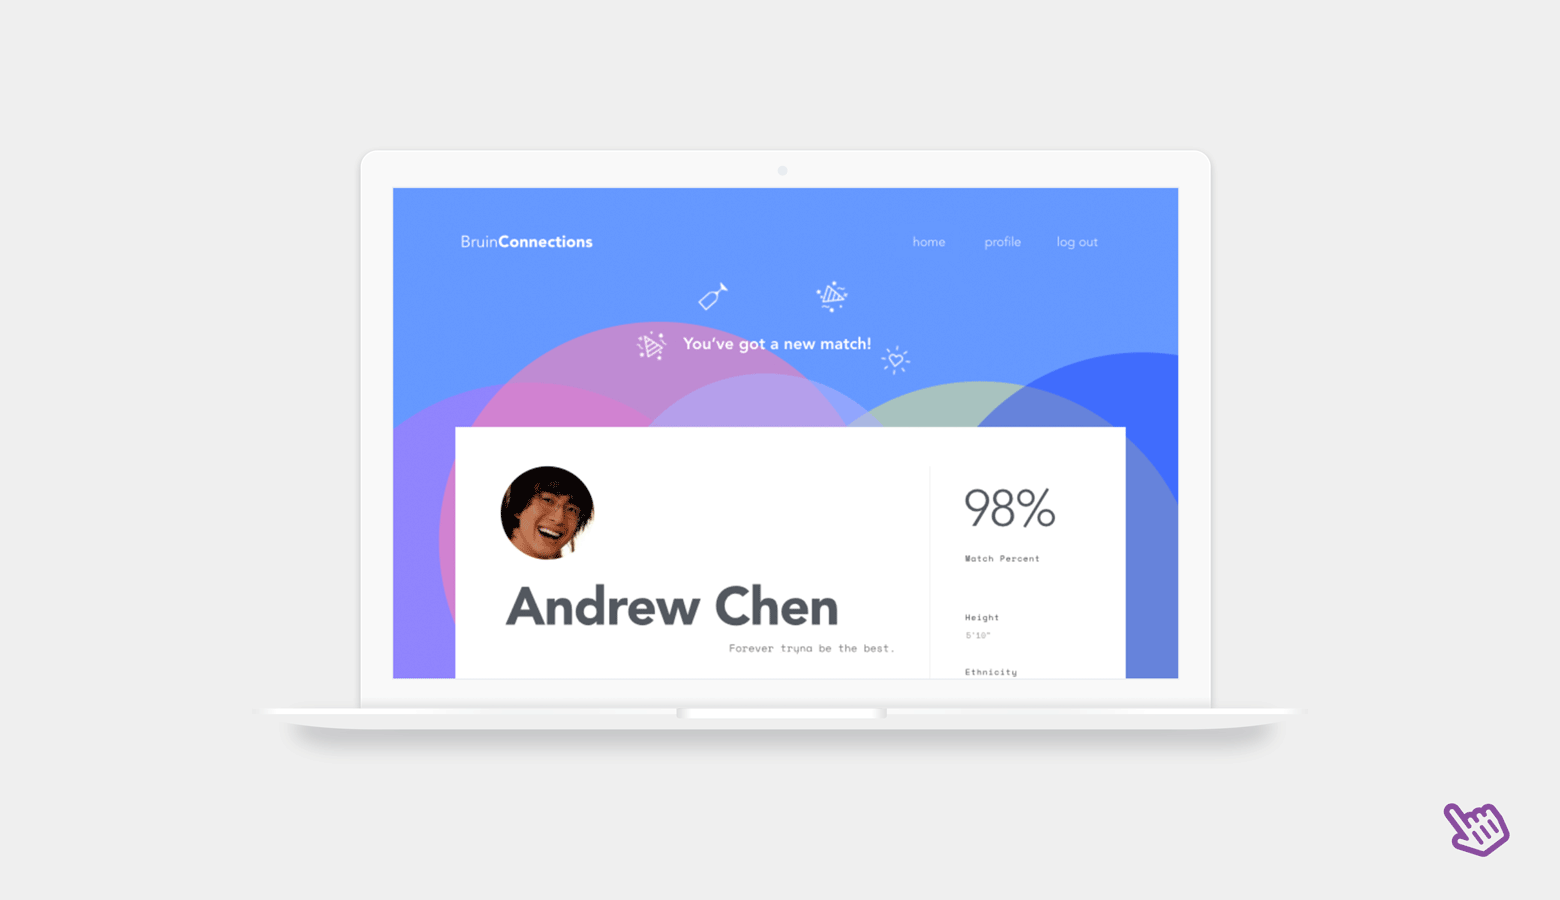 BruinConnections
home profile log out
You've got a new match!
98%
Match Percent
Andrew Chen
Forever tryna be the best.
Height
5'10"
Ethnicity